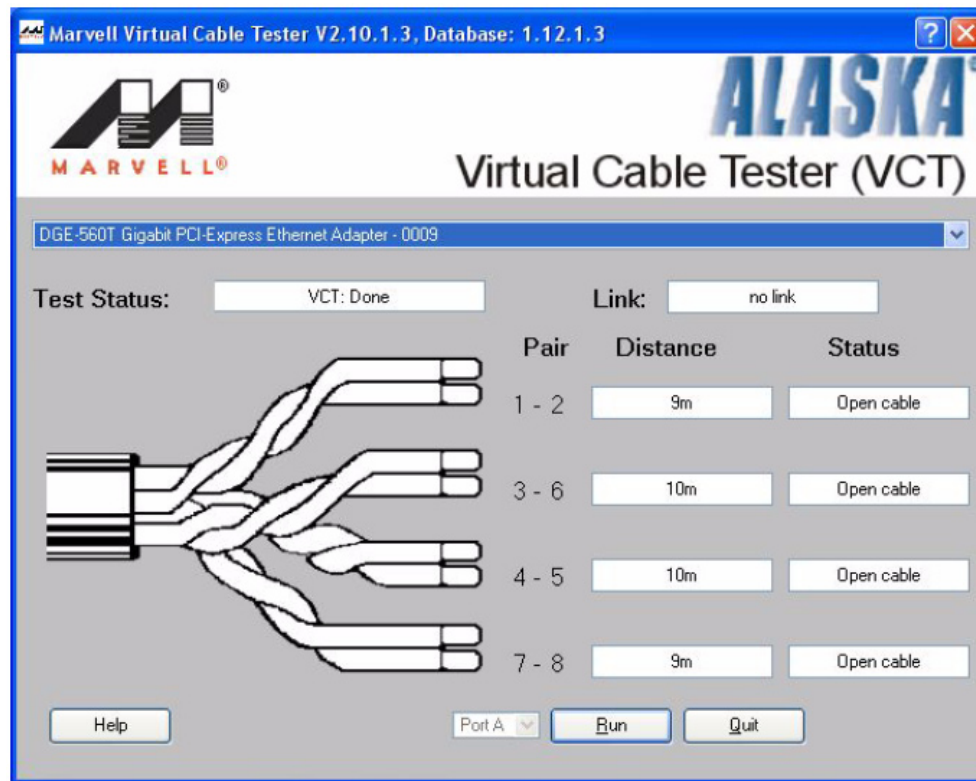 Marvell Virtual Cable Tester V2.10.1.3, Database: 1.12.1.3
ALASKA®
MARVELL®
Virtual Cable Tester (VCT)
DGE-560T Gigabit PCI-Express Ethernet Adapter - 0009
Test Status: VCT: Done Link: no link
Pair Distance Status
1 - 2 9m Open cable
3 - 6 10m Open cable
4 - 5 10m Open cable
7 - 8 9m Open cable
Help Port A Run Quit